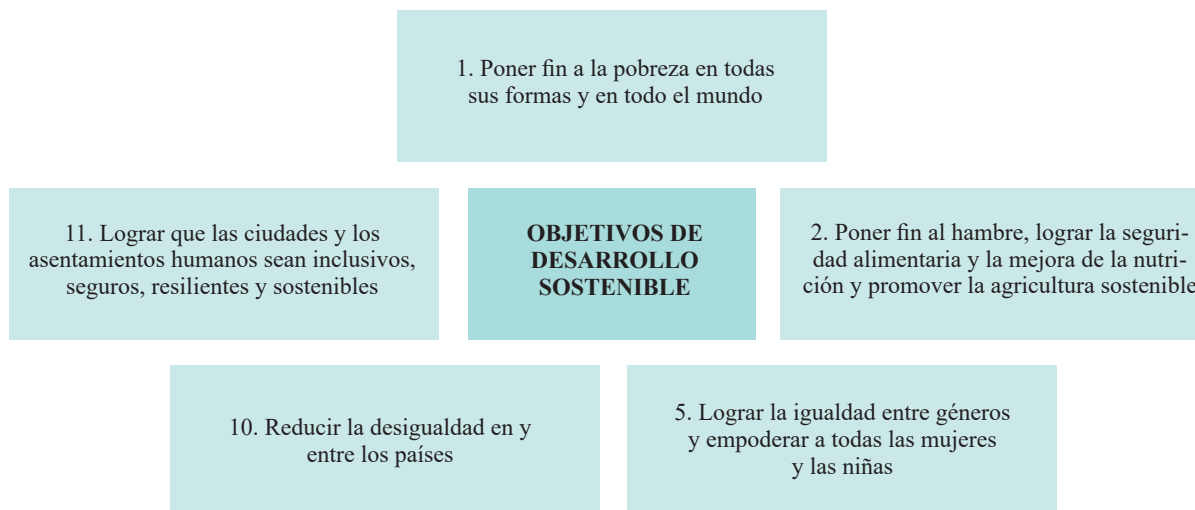 1. Poner fin a la pobreza en todas
sus formas y en todo el mundo
11. Lograr que las ciudades y los
asentamientos humanos sean inclusivos,
seguros, resilientes y sostenibles
OBJETIVOS DE
DESARROLLO
SOSTENIBLE
2. Poner fin al hambre, lograr la seguri-
dad alimentaria y la mejora de la nutri-
ción y promover la agricultura sostenible
10. Reducir la desigualdad en y
entre los países
5. Lograr la igualdad entre géneros
y empoderar a todas las mujeres
y las niñas